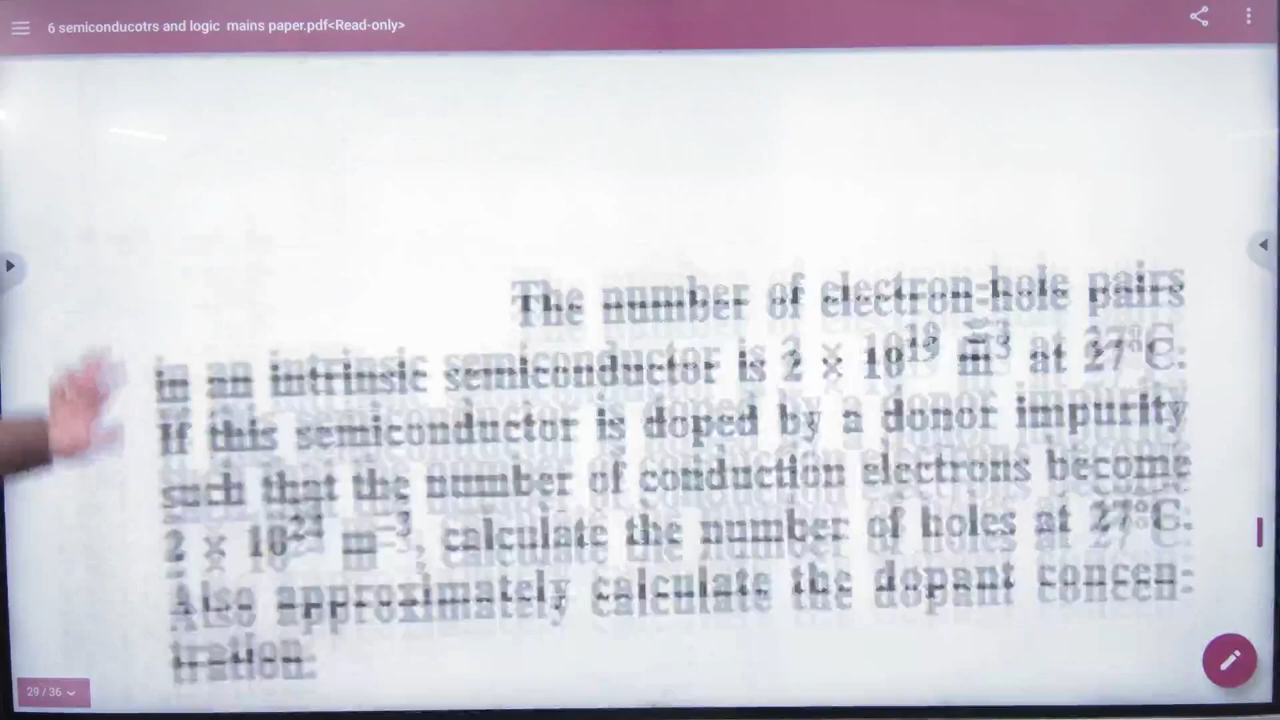 6 semiconducotrs and logic mains paper.pdf<Read-only>
The number of electron-hole pairs
in an intrinsic semiconductor is 2 × 10¹⁹ m⁻³ at 27°C.
If this semiconductor is doped by a donor impurity
such that the number of conduction electrons become
2 × 10²⁴ m⁻³, calculate the number of holes at 27°C.
Also approximately calculate the dopant concen-
tration.
29 / 36